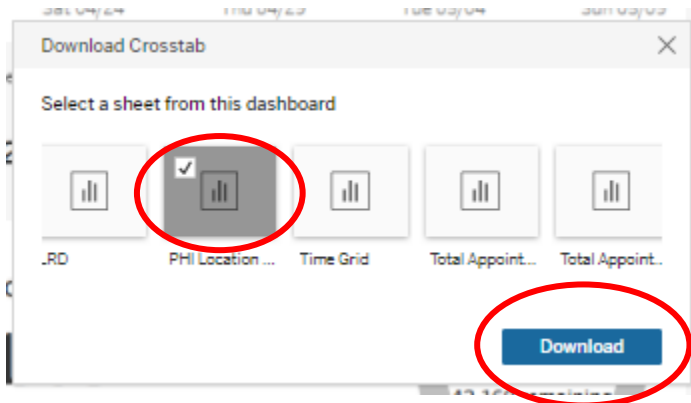 Sat 04/24 Thu 04/29 Tue 05/04 Sun 05/09
Download Crosstab
Select a sheet from this dashboard
LRD PHI Location ... Time Grid Total Appoint... Total Appoint..
Download
remaining